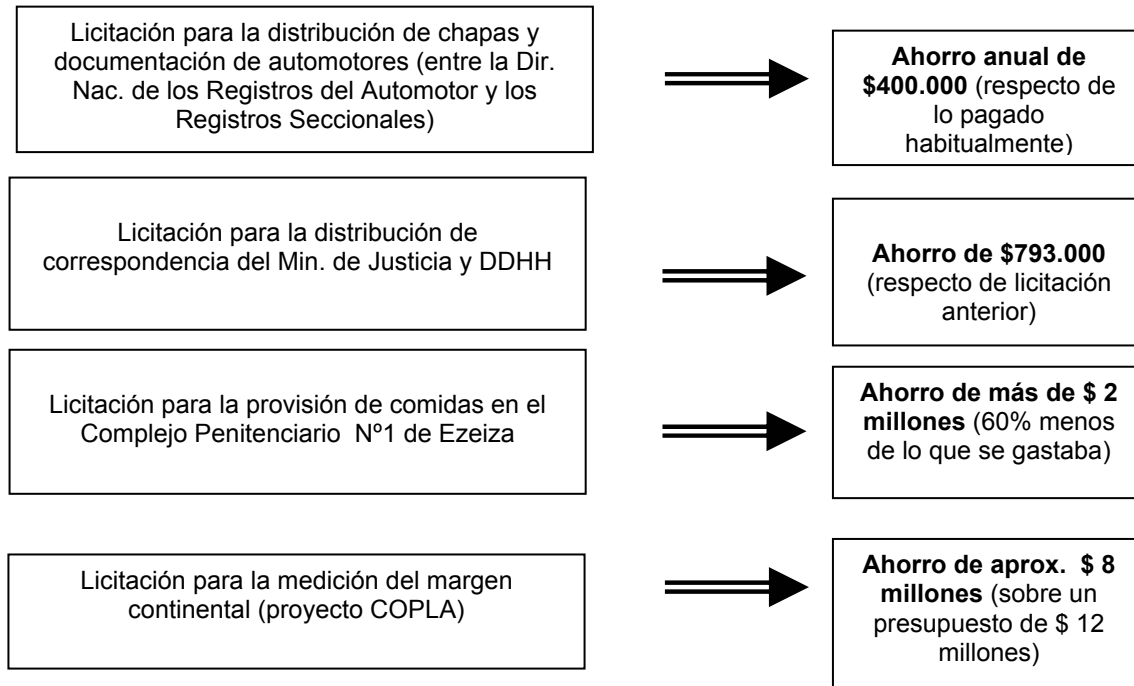 Licitación para la distribución de chapas y
documentación de automotores (entre la Dir.
Nac. de los Registros del Automotor y los
Registros Seccionales)
Ahorro anual de
$400.000 (respecto de
lo pagado
habitualmente)
Licitación para la distribución de
correspondencia del Min. de Justicia y DDHH
Ahorro de $793.000
(respecto de licitación
anterior)
Licitación para la provisión de comidas en el
Complejo Penitenciario Nº1 de Ezeiza
Ahorro de más de $ 2
millones (60% menos
de lo que se gastaba)
Licitación para la medición del margen
continental (proyecto COPLA)
Ahorro de aprox. $ 8
millones (sobre un
presupuesto de $ 12
millones)